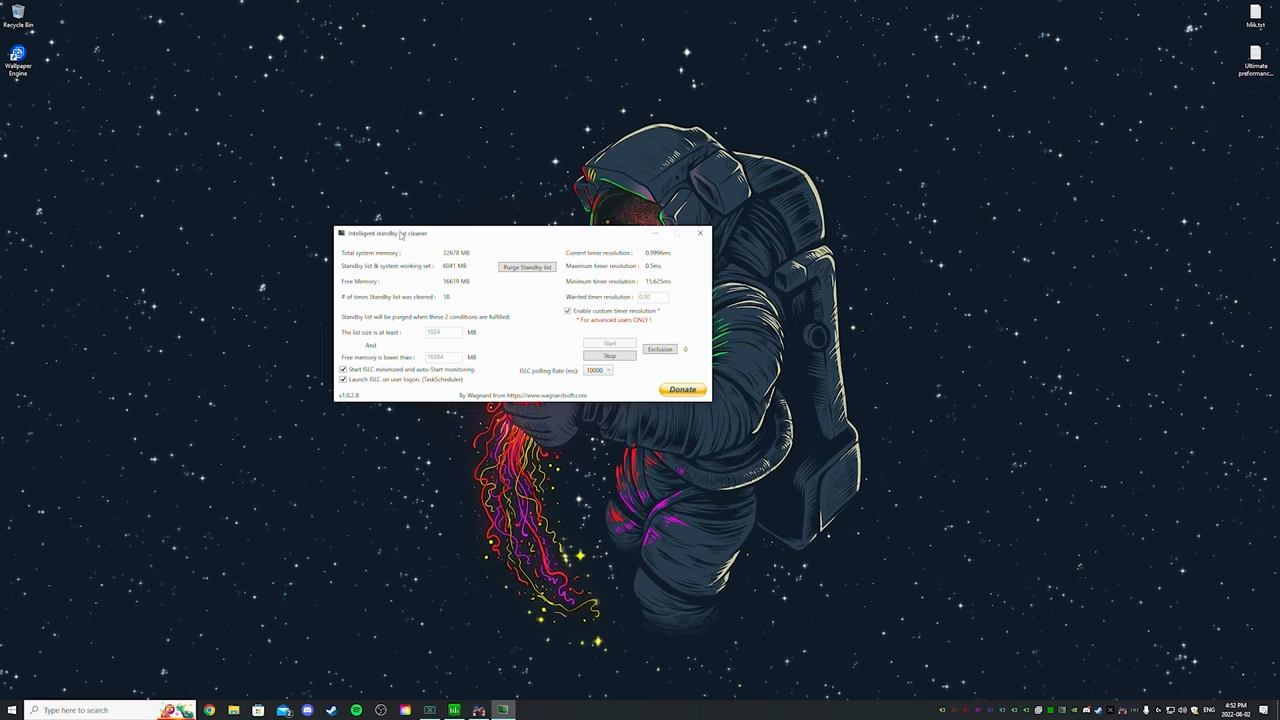 Recycle Bin
Wallpaper
Engine
Mik.txt
Ultimate
preformanc...
Intelligent standby list cleaner
Total system memory : 32678 MB
Standby list & system working set : 6041 MB
Purge Standby list
Free Memory : 16619 MB
# of times Standby list was cleared : 18
Standby list will be purged when these 2 conditions are fulfilled:
The list size is at least : 1024 MB
And
Free memory is lower than : 16384 MB
Start ISLC minimized and auto-Start monitoring.
Launch ISLC on user logon. (TaskScheduler)
v1.0.2.8
Current timer resolution : 0.9996ms
Maximum timer resolution : 0.5ms
Minimum timer resolution : 15.625ms
Wanted timer resolution : 0.50
Enable custom timer resolution *
* For advanced users ONLY !
Start
Stop
Exclusion 0
ISLC polling Rate (ms): 10000
Donate
By Wagnard from https://www.wagnardsoft.com
Type here to search
ENG
4:52 PM